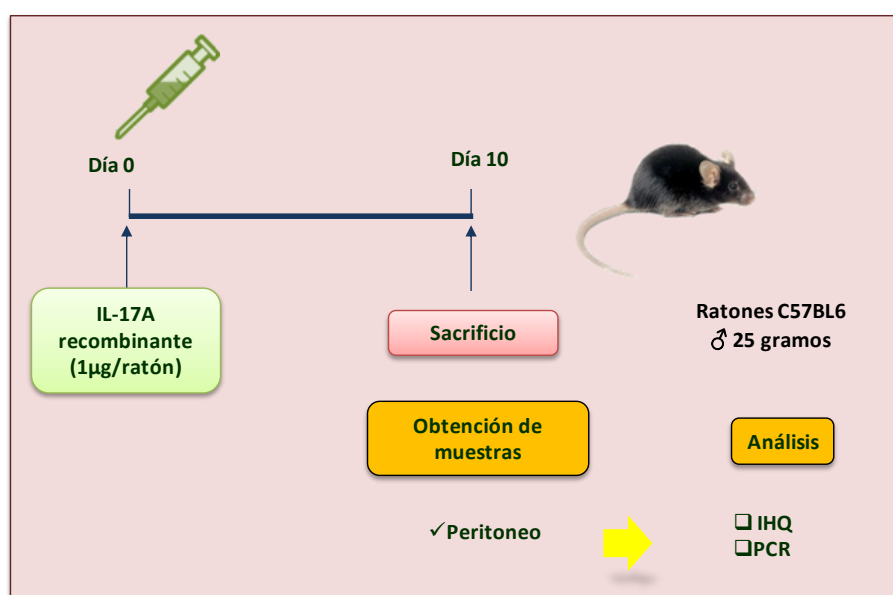 Día 0
Día 10
IL-17A
recombinante
(1µg/ratón)
Sacrificio
Ratones C57BL6
♂ 25 gramos
Obtención de
muestras
Análisis
✓Peritoneo
❑ IHQ
❑PCR